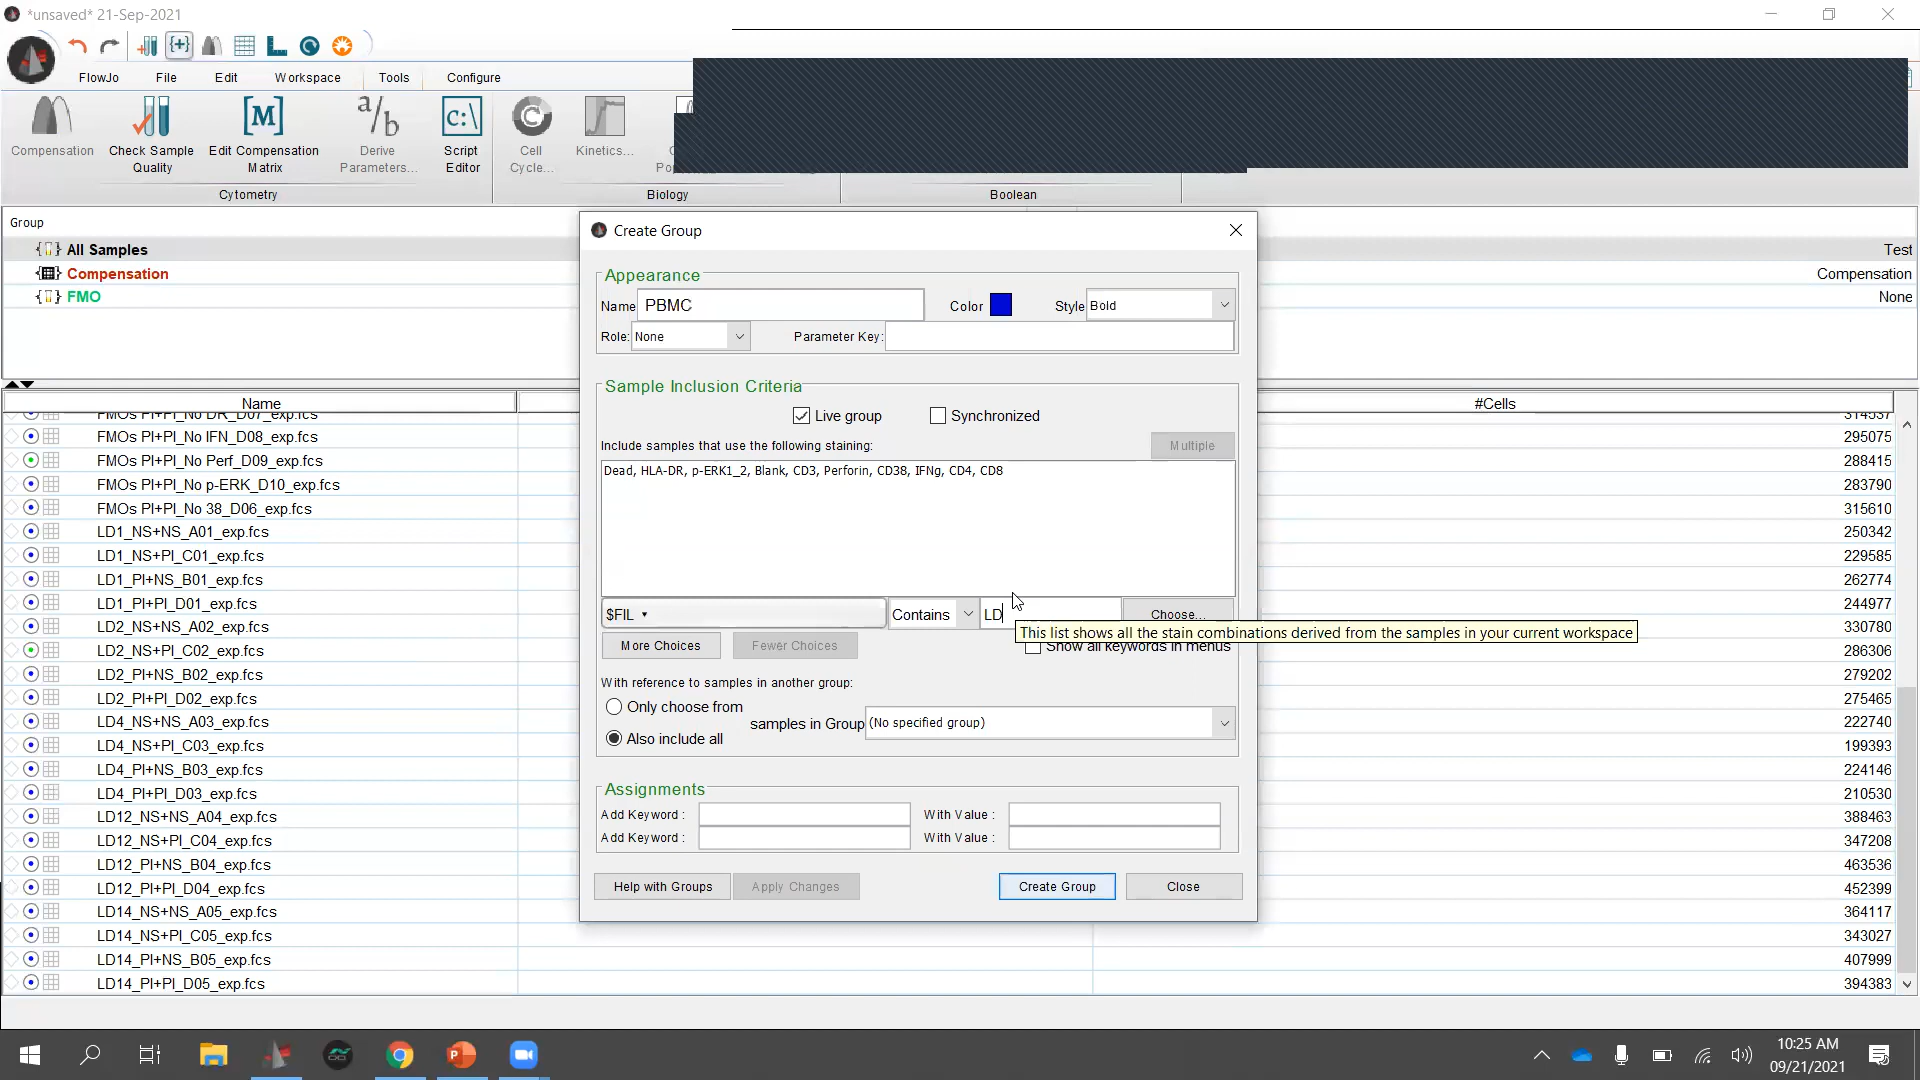 *unsaved* 21-Sep-2021
{+}
FlowJo File Edit Workspace Tools Configure
[M] a/b c:\ C
Compensation Check Sample Quality Edit Compensation Matrix Derive Parameters... Script Editor Cell Cycle... Kinetics...
Cytometry Biology Boolean
Group
All Samples Test
Compensation Compensation
FMO None
Name #Cells
FMOs PI+PI_No DR_D07_exp.fcs 314537
FMOs PI+PI_No IFN_D08_exp.fcs 295075
FMOs PI+PI_No Perf_D09_exp.fcs 288415
FMOs PI+PI_No p-ERK_D10_exp.fcs 283790
FMOs PI+PI_No 38_D06_exp.fcs 315610
LD1_NS+NS_A01_exp.fcs 250342
LD1_NS+PI_C01_exp.fcs 229585
LD1_PI+NS_B01_exp.fcs 262774
LD1_PI+PI_D01_exp.fcs 244977
LD2_NS+NS_A02_exp.fcs 330780
LD2_NS+PI_C02_exp.fcs 286306
LD2_PI+NS_B02_exp.fcs 279202
LD2_PI+PI_D02_exp.fcs 275465
LD4_NS+NS_A03_exp.fcs 222740
LD4_NS+PI_C03_exp.fcs 199393
LD4_PI+NS_B03_exp.fcs 224146
LD4_PI+PI_D03_exp.fcs 210530
LD12_NS+NS_A04_exp.fcs 388463
LD12_NS+PI_C04_exp.fcs 347208
LD12_PI+NS_B04_exp.fcs 463536
LD12_PI+PI_D04_exp.fcs 452399
LD14_NS+NS_A05_exp.fcs 364117
LD14_NS+PI_C05_exp.fcs 343027
LD14_PI+NS_B05_exp.fcs 407999
LD14_PI+PI_D05_exp.fcs 394383
Create Group
Appearance
Name PBMC Color Style Bold
Role: None Parameter Key:
Sample Inclusion Criteria
Live group Synchronized
Include samples that use the following staining: Multiple
Dead, HLA-DR, p-ERK1_2, Blank, CD3, Perforin, CD38, IFNg, CD4, CD8
$FIL Contains LD Choose...
This list shows all the stain combinations derived from the samples in your current workspace
More Choices Fewer Choices Show all keywords in menus
With reference to samples in another group:
Only choose from
samples in Group (No specified group)
Also include all
Assignments
Add Keyword : With Value :
Add Keyword : With Value :
Help with Groups Apply Changes Create Group Close
10:25 AM
09/21/2021